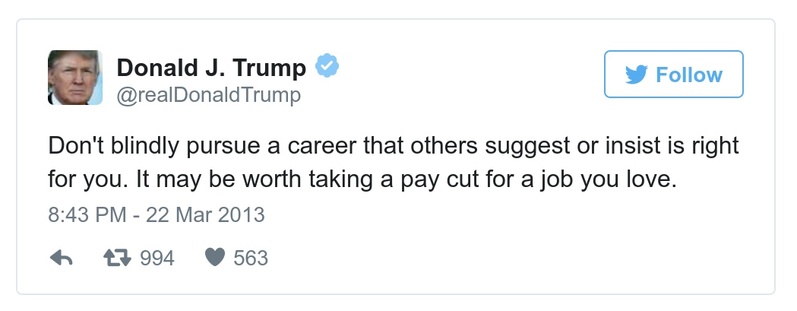 Donald J. Trump
@realDonaldTrump
Follow
Don't blindly pursue a career that others suggest or insist is right
for you. It may be worth taking a pay cut for a job you love.
8:43 PM - 22 Mar 2013
994 563